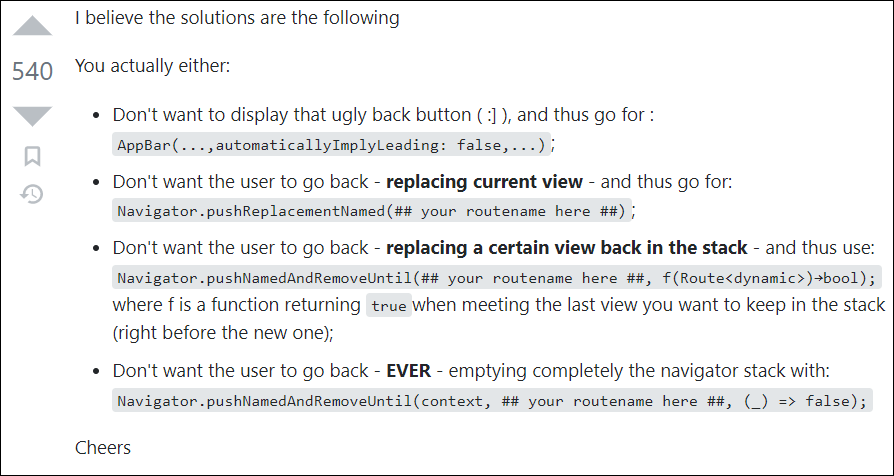 I believe the solutions are the following
540
You actually either:
• Don't want to display that ugly back button ( :] ), and thus go for :
AppBar(...,automaticallyImplyLeading: false,...);
• Don't want the user to go back - replacing current view - and thus go for:
Navigator.pushReplacementNamed(## your routename here ##);
• Don't want the user to go back - replacing a certain view back in the stack - and thus use:
Navigator.pushNamedAndRemoveUntil(## your routename here ##, f(Route<dynamic>)→bool);
where f is a function returning true when meeting the last view you want to keep in the stack
(right before the new one);
• Don't want the user to go back - EVER - emptying completely the navigator stack with:
Navigator.pushNamedAndRemoveUntil(context, ## your routename here ##, (_) => false);
Cheers